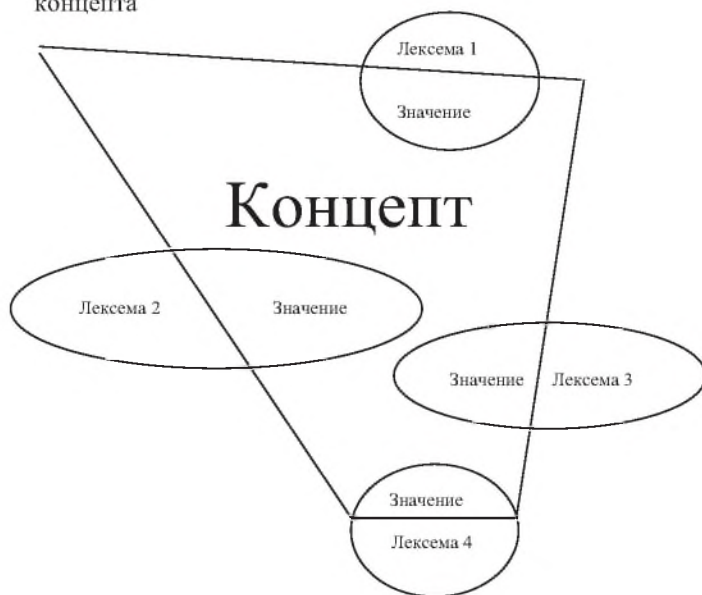 концепта
Лексема 1
Значение
Концепт
Лексема 2 Значение
Значение Лексема 3
Значение
Лексема 4